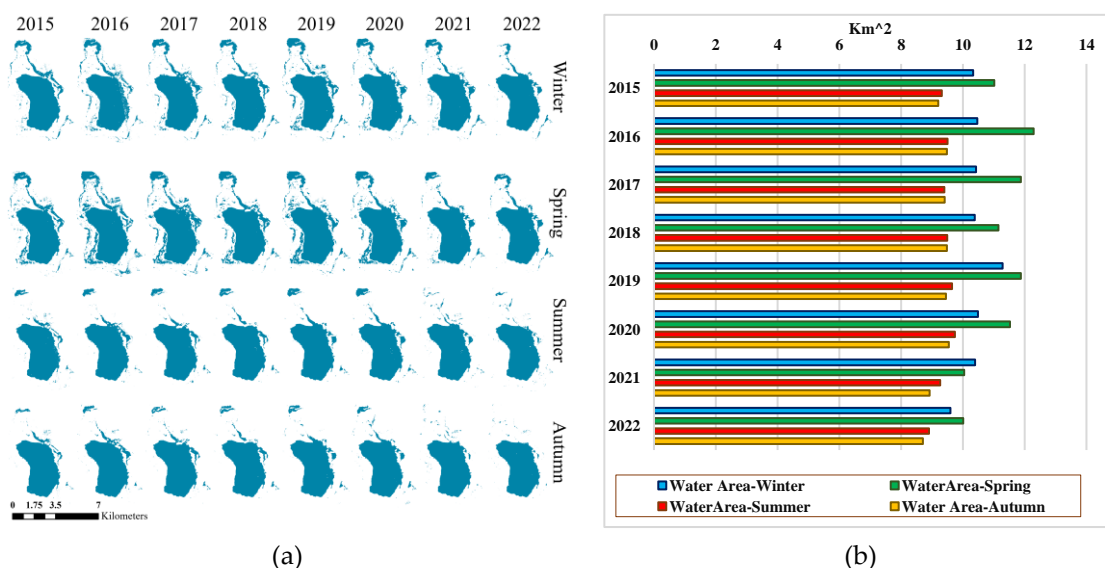 2015 2016 2017 2018 2019 2020 2021 2022
Winter
Spring
Summer
Autumn
0 1.75 3.5 7
Kilometers
(a)
Km^2
0 2 4 6 8 10 12 14
2015
2016
2017
2018
2019
2020
2021
2022
Water Area-Winter WaterArea-Spring
WaterArea-Summer Water Area-Autumn
(b)